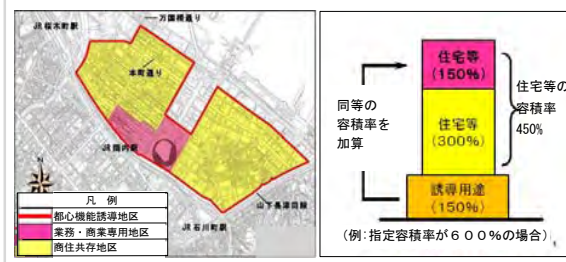 万国橋通り
JR桜木町駅
本町通り
JR関内駅
山下長津田線
JR石川町駅
N
凡例
都心機能誘導地区
業務・商業専用地区
商住共存地区
同等の
容積率を
加算
住宅等
(150%)
住宅等
(300%)
誘導用途
(150%)
住宅等の
容積率
450%
(例:指定容積率が600%の場合)